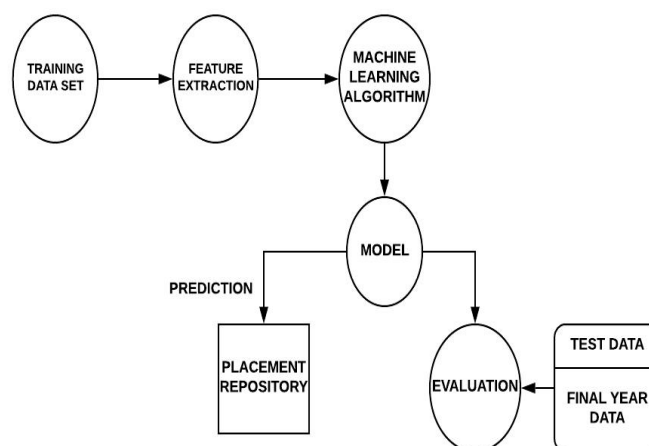 TRAINING
DATA SET
FEATURE
EXTRACTION
MACHINE
LEARNING
ALGORITHM
MODEL
PREDICTION
PLACEMENT
REPOSITORY
EVALUATION
TEST DATA
FINAL YEAR
DATA